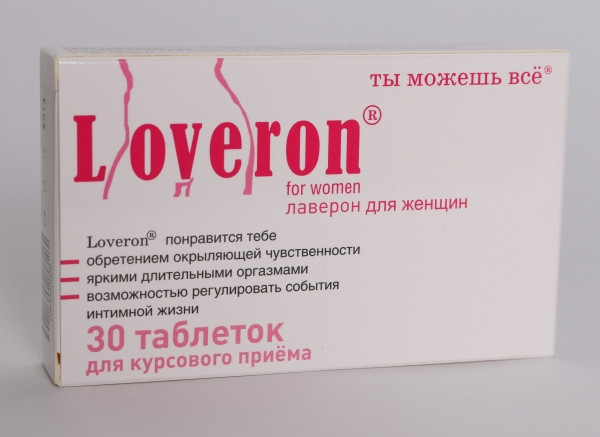 ты можешь всё®
Loveron®
for women
лаверон для женщин
Loveron® понравится тебе
обретением окрыляющей чувственности
яркими длительными оргазмами
возможностью регулировать события
интимной жизни
30 таблеток
для курсового приёма